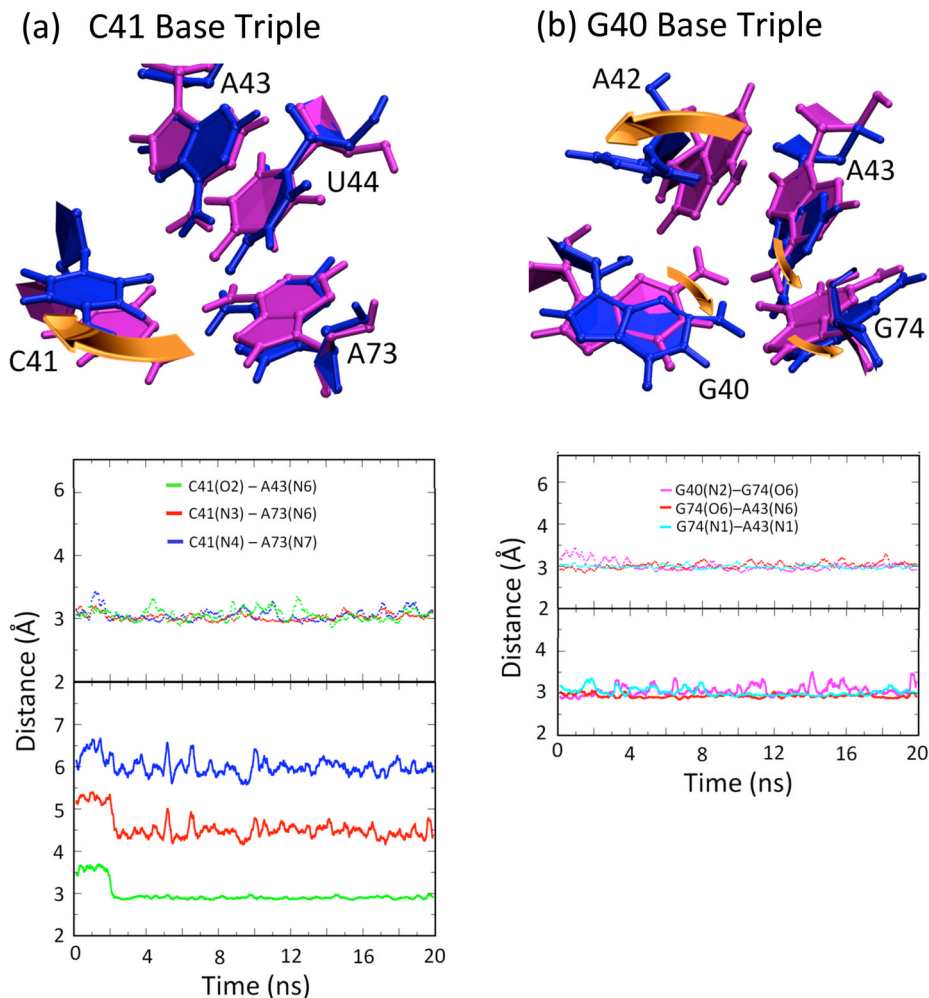 (a) C41 Base Triple
(b) G40 Base Triple
A43
U44
C41
A73
A42
A43
G74
G40
Distance (Å)
6
4
3
2
C41(O2) – A43(N6)
C41(N3) – A73(N6)
C41(N4) – A73(N7)
7
6
5
4
3
2
0 4 8 12 16 20
Time (ns)
Distance (Å)
6
4
3
2
G40(N2)–G74(O6)
G74(O6)–A43(N6)
G74(N1)–A43(N1)
4
3
2
0 4 8 12 16 20
Time (ns)